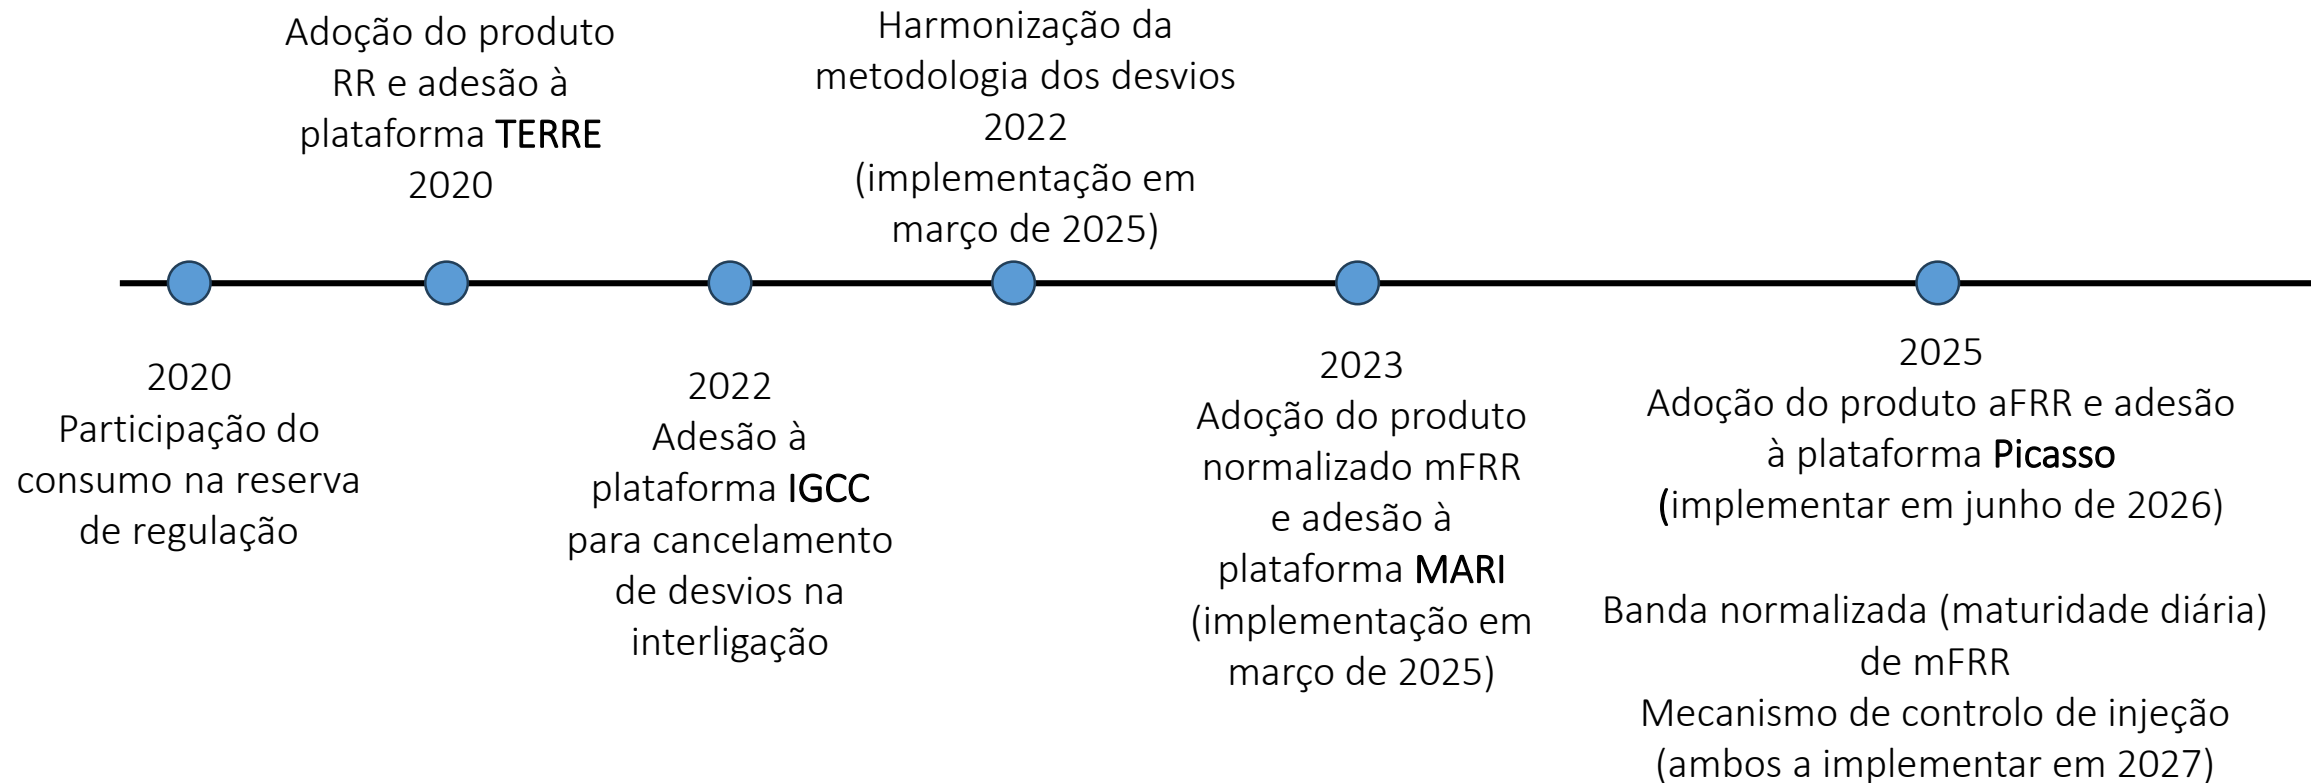 Adoção do produto
RR e adesão à
plataforma TERRE
2020
Harmonização da
metodologia dos desvios
2022
(implementação em
março de 2025)
2020
Participação do
consumo na reserva
de regulação
2022
Adesão à
plataforma IGCC
para cancelamento
de desvios na
interligação
2023
Adoção do produto
normalizado mFRR
e adesão à
plataforma MARI
(implementação em
março de 2025)
2025
Adoção do produto aFRR e adesão
à plataforma Picasso
(implementar em junho de 2026)
Banda normalizada (maturidade diária)
de mFRR
Mecanismo de controlo de injeção
(ambos a implementar em 2027)